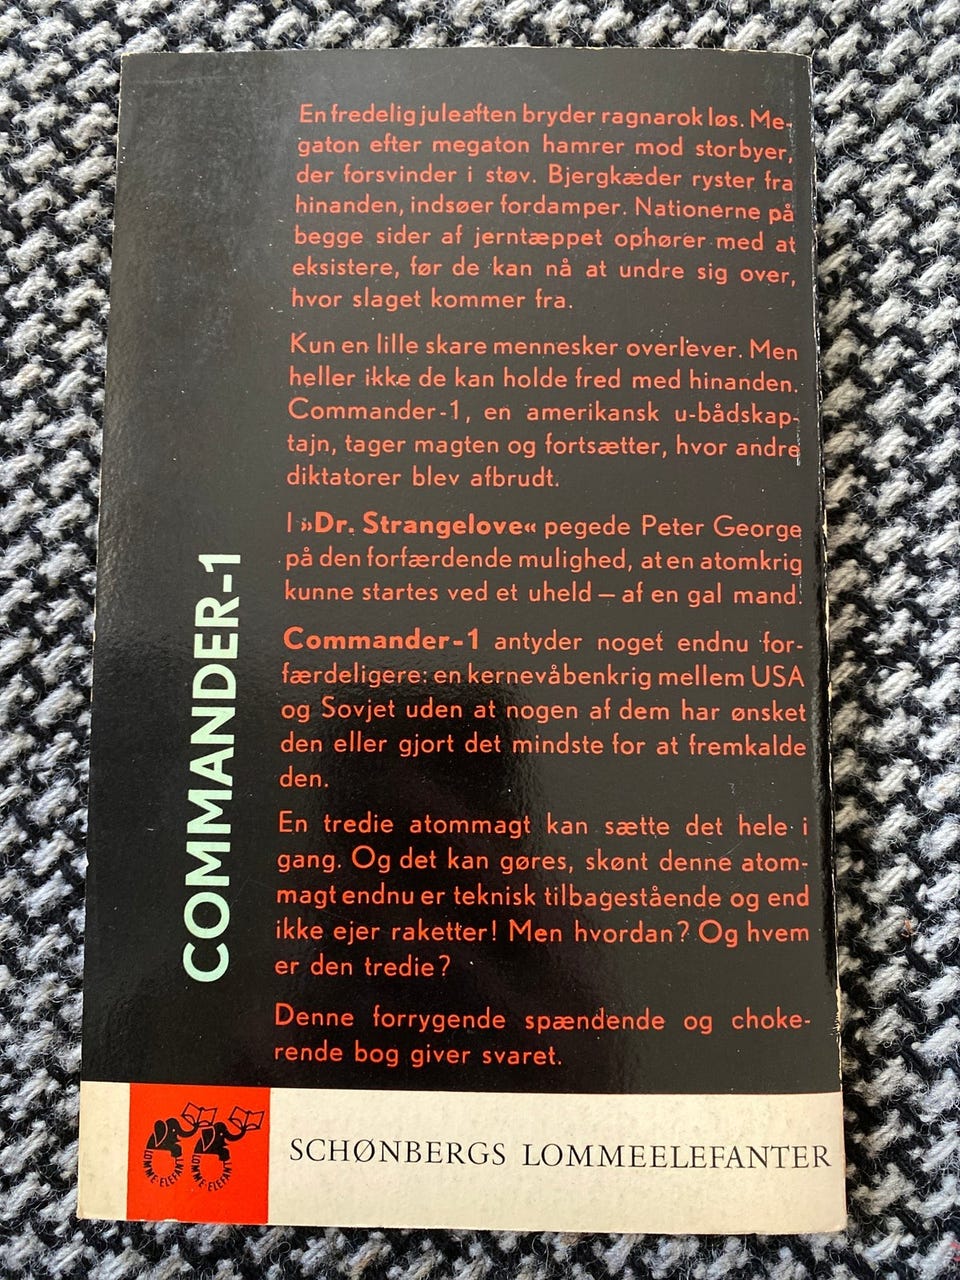 En fredelig juleaften bryder ragnarok løs. Me-
gaton efter megaton hamrer mod storbyer,
der forsvinder i støv. Bjergkæder ryster fra
hinanden, indsøer fordamper. Nationerne på
begge sider af jerntæppet ophører med at
eksistere, før de kan nå at undre sig over,
hvor slaget kommer fra.
Kun en lille skare mennesker overlever. Men
heller ikke de kan holde fred med hinanden.
Commander-1, en amerikansk u-bådskap-
tajn, tager magten og fortsætter, hvor andre
diktatorer blev afbrudt.
I »Dr. Strangelove« pegede Peter George
på den forfærdende mulighed, at en atomkrig
kunne startes ved et uheld — af en gal mand.
Commander-1 antyder noget endnu for-
færdeligere: en kernevåbenkrig mellem USA
og Sovjet uden at nogen af dem har ønsket
den eller gjort det mindste for at fremkalde
den.
En tredie atommagt kan sætte det hele i
gang. Og det kan gøres, skønt denne atom-
magt endnu er teknisk tilbagestående og end
ikke ejer raketter! Men hvordan? Og hvem
er den tredie?
Denne forrygende spændende og choke-
rende bog giver svaret.
COMMANDER-1
LOMME-ELEFANT
LOMME-ELEFANT
SCHØNBERGS LOMMEELEFANTER